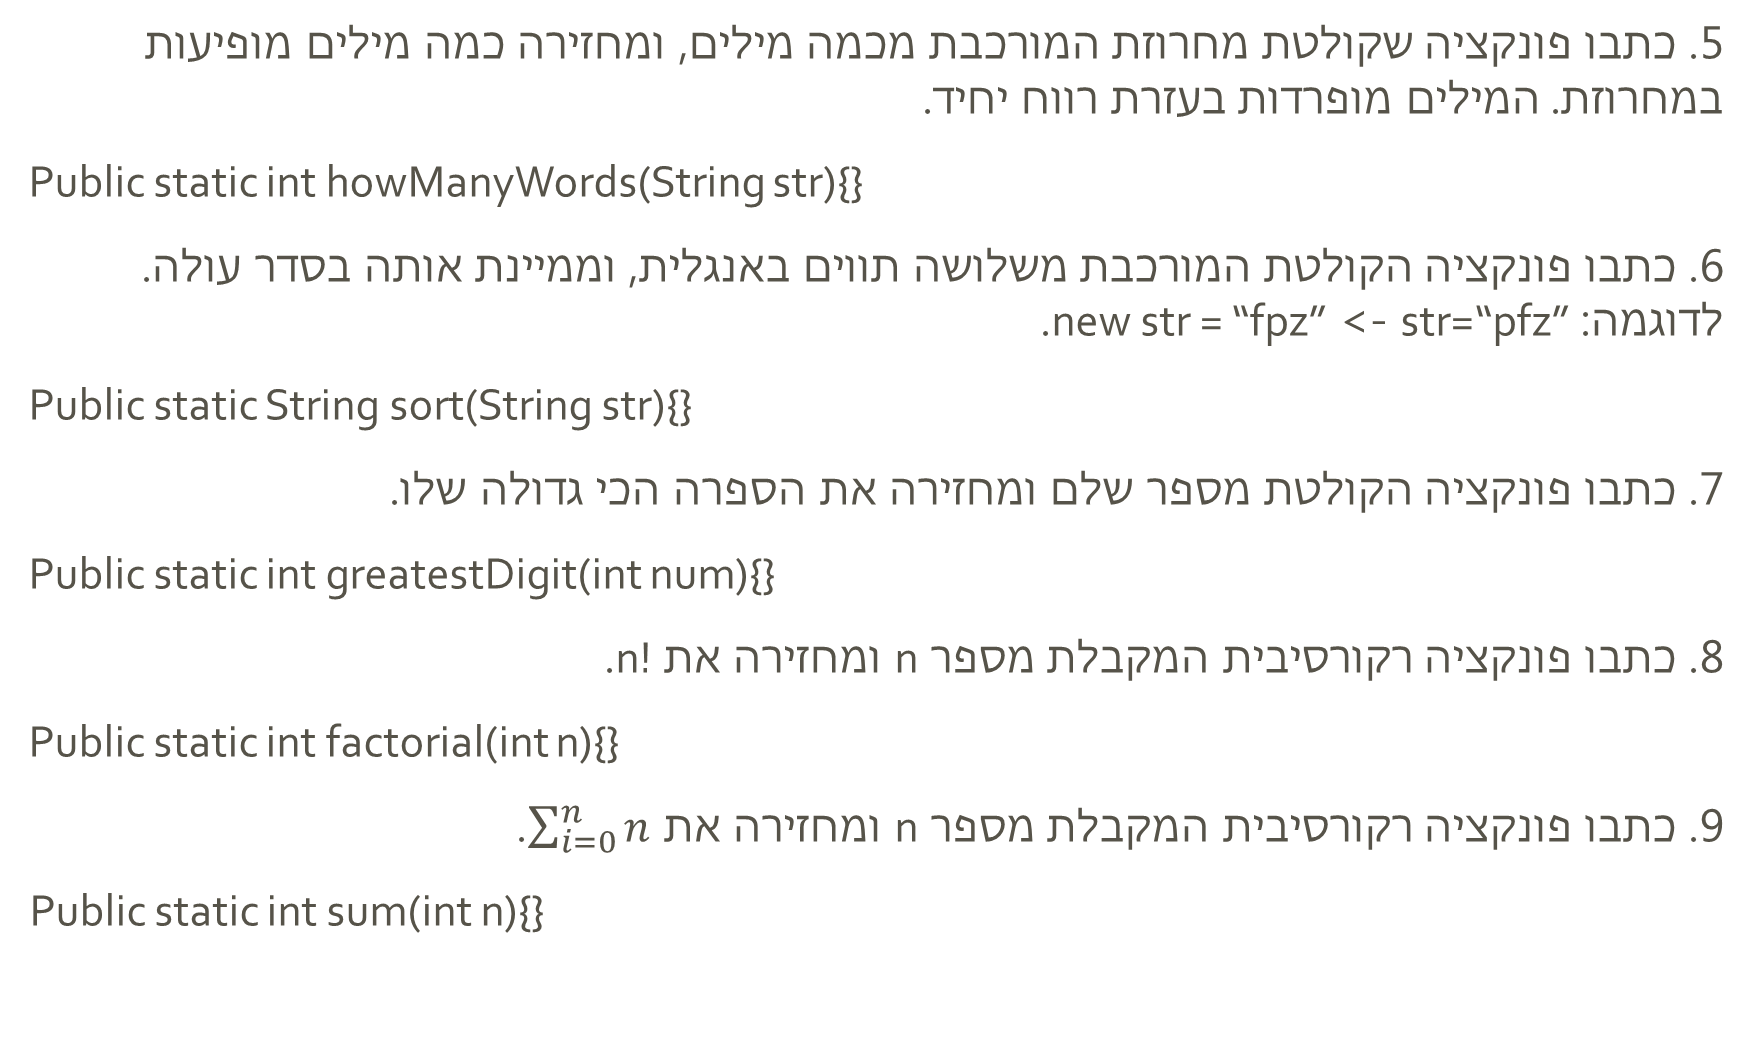 5. כתבו פונקציה שקולטת מחרוזת המורכבת מכמה מילים, ומחזירה כמה מילים מופיעות
במחרוזת. המילים מופרדות בעזרת רווח יחיד.
Public static int howManyWords(String str){}
6. כתבו פונקציה הקולטת המורכבת משלושה תווים באנגלית, וממיינת אותה בסדר עולה.
לדוגמה: str=“pfz” -> new str = “fpz”.
Public static String sort(String str){}
7. כתבו פונקציה הקולטת מספר שלם ומחזירה את הספרה הכי גדולה שלו.
Public static int greatestDigit(int num){}
8. כתבו פונקציה רקורסיבית המקבלת מספר n ומחזירה את n!.
Public static int factorial(int n){}
9. כתבו פונקציה רקורסיבית המקבלת מספר n ומחזירה את $\sum_{i=0}^{n} n$.
Public static int sum(int n){}